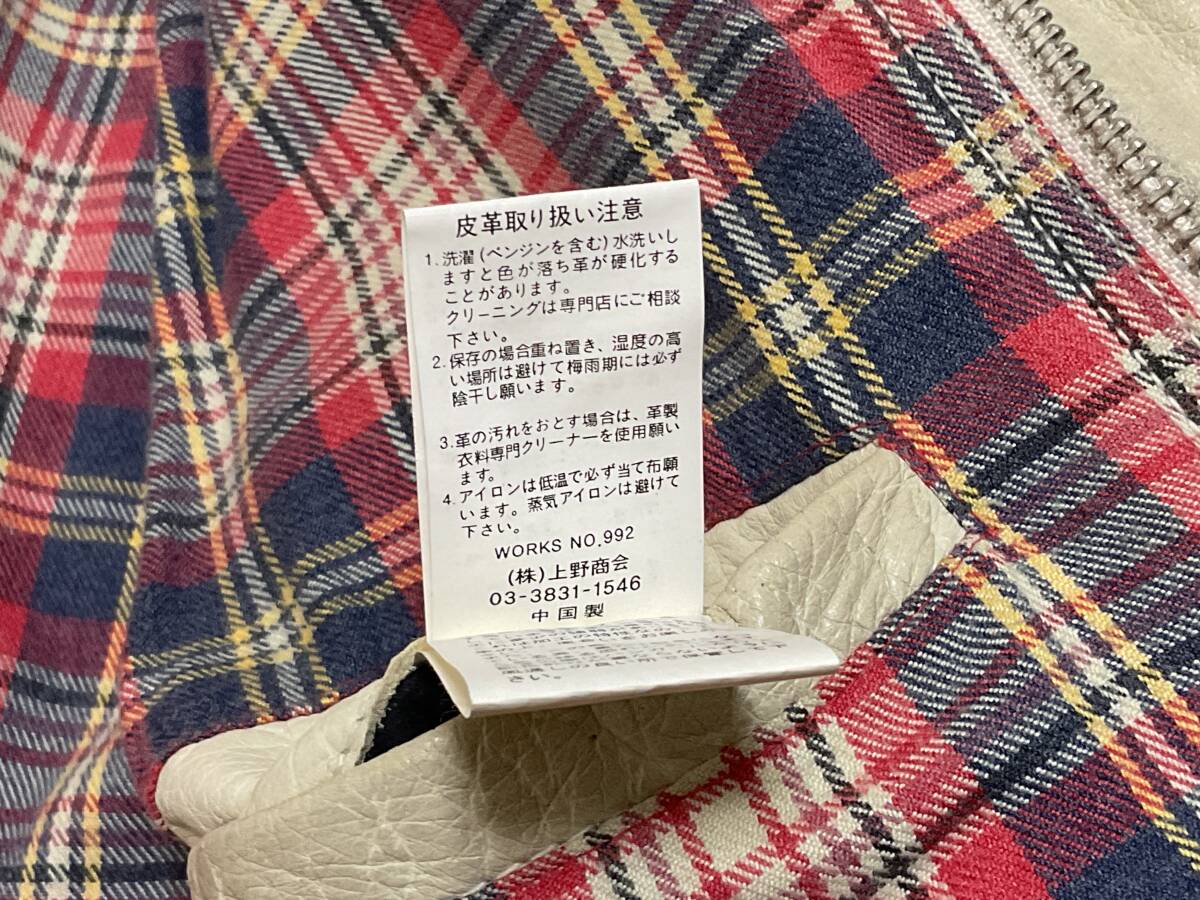 皮革取り扱い注意
1. 洗濯(ベンジンを含む)水洗いし
ますと色が落ち革が硬化する
ことがあります。
クリーニングは専門店にご相談
下さい。
2. 保存の場合重ね置き、湿度の高
い場所は避けて梅雨期には必ず
陰干し願います。
3. 革の汚れをおとす場合は、革製
衣料専門クリーナーを使用願い
ます。
4. アイロンは低温で必ず当て布願
います。蒸気アイロンは避けて
下さい。
WORKS NO.992
(株)上野商会
03-3831-1546
中国製